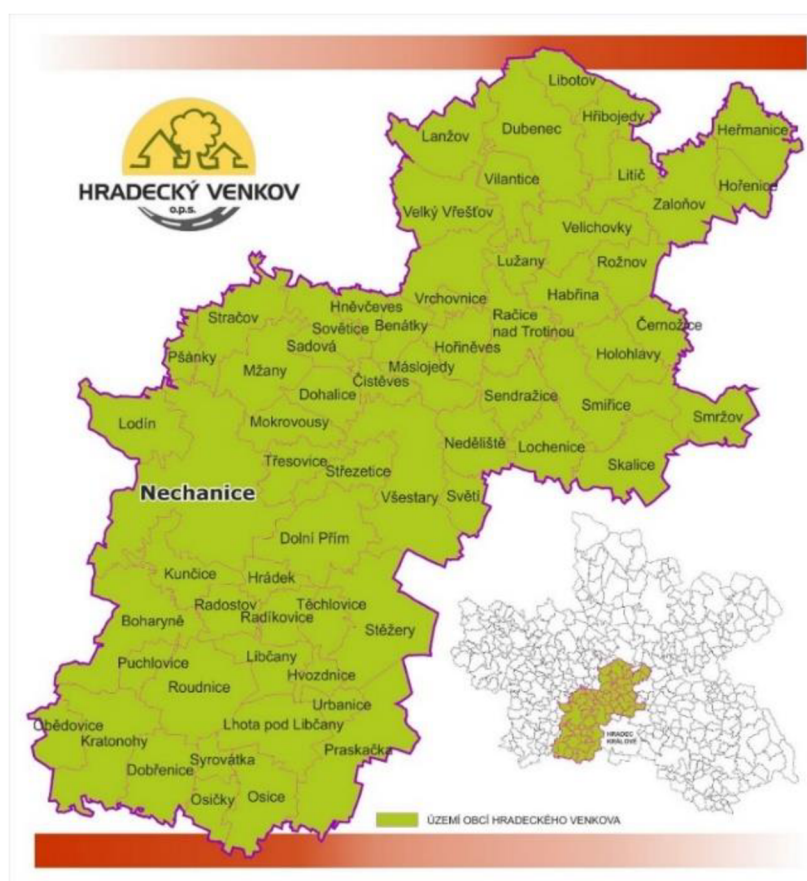 HRADECKÝ VENKOV
o.p.s.
Libotov
Hřibojedy
Dubenec
Lanžov
Heřmanice
Litíč
Vilantice
Hořenice
Zaloňov
Velký Vřešťov
Velichovky
Lužany
Rožnov
Habřina
Vrchovnice
Hněvčeves
Stračov
Račice
nad Trotinou
Sovětice
Benátky
Černožice
Sadová
Hořiněves
Holohlavy
Pšánky
Mžany
Máslojedy
Čistěves
Dohalice
Sendražice
Smiřice
Smržov
Lodín
Mokrovousy
Neděliště
Lochenice
Třesovice
Střezetice
Skalice
Nechanice
Všestary
Světí
Dolní Přím
Kunčice
Hrádek
Radostov
Těchlovice
Radíkovice
Boharyně
Stěžery
Libčany
Puchlovice
Hvozdnice
Roudnice
Urbanice
Obědovice
Lhota pod Libčany
Kratonohy
Praskačka
Syrovátka
Dobřenice
Osičky
Osice
HRADEC
KRÁLOVÉ
ÚZEMÍ OBCÍ HRADECKÉHO VENKOVA